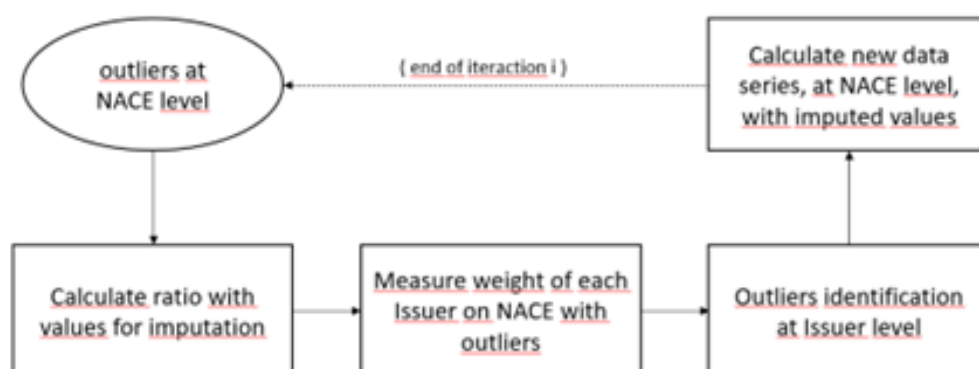 outliers at
NACE level
( end of iteraction i )
Calculate new data
series, at NACE level,
with imputed values
Calculate ratio with
values for imputation
Measure weight of each
Issuer on NACE with
outliers
Outliers identification
at Issuer level